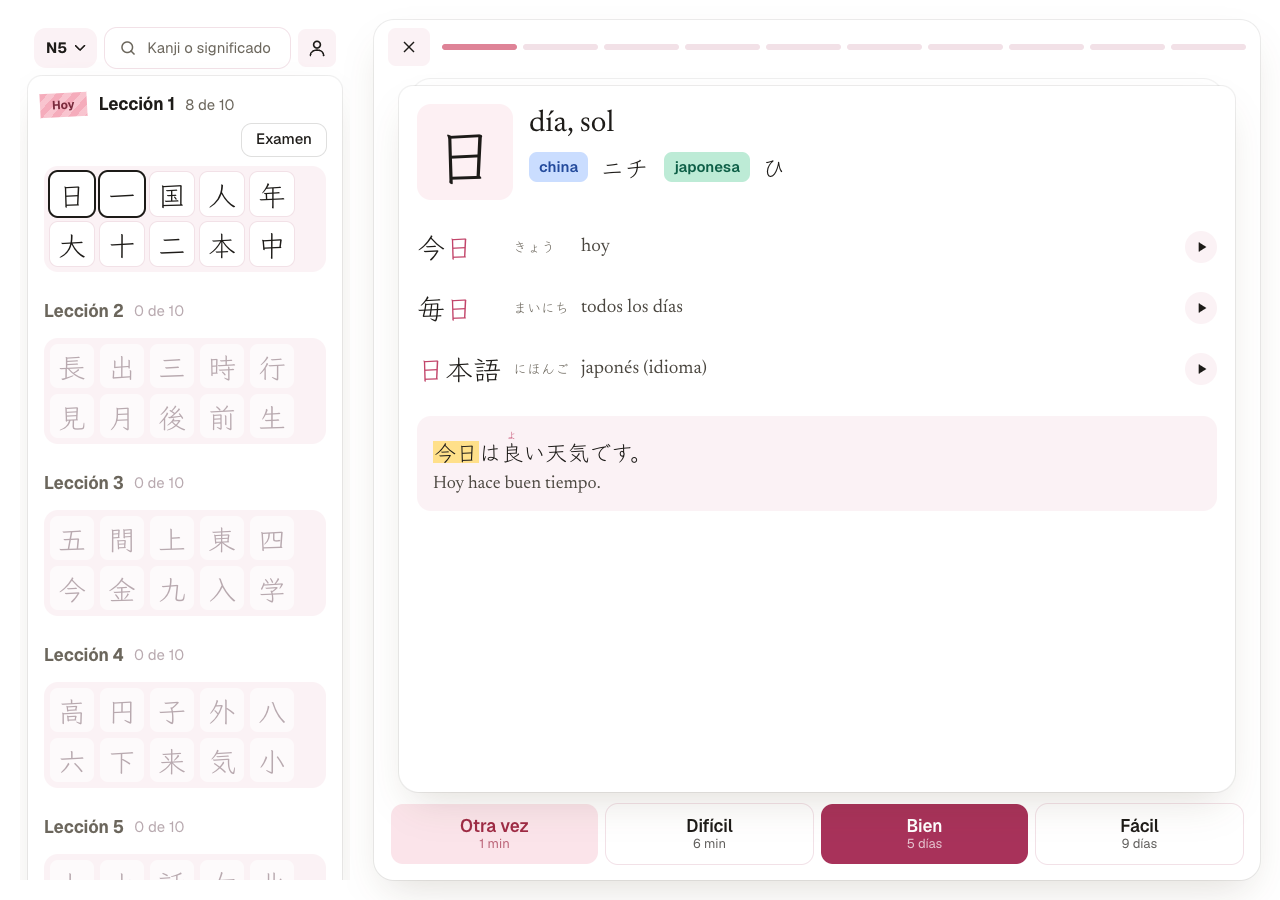 N5
Kanji o significado
Hoy
Lección 1 8 de 10
Examen
日 一 国 人 年
大 十 二 本 中
Lección 2 0 de 10
長 出 三 時 行
見 月 後 前 生
Lección 3 0 de 10
五 間 上 東 四
今 金 九 入 学
Lección 4 0 de 10
高 円 子 外 八
六 下 来 気 小
Lección 5 0 de 10
日
día, sol
china ニチ japonesa ひ
今日 きょう hoy
毎日 まいにち todos los días
日本語 にほんご japonés (idioma)
よ
今日は良い天気です。
Hoy hace buen tiempo.
Otra vez
1 min
Difícil
6 min
Bien
5 días
Fácil
9 días